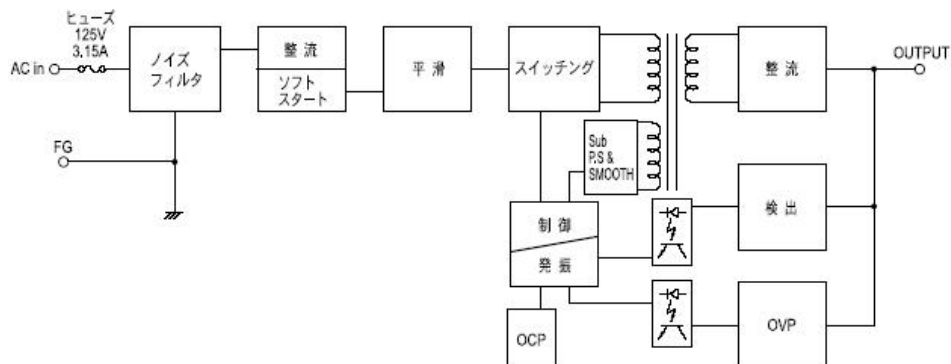 ヒューズ
125V
3.15A
AC in
ノイズ
フィルタ
整流
ソフト
スタート
平滑
スイッチング
整流
OUTPUT
FG
Sub
P.S &
SMOOTH
制御
発振
検出
OCP
OVP